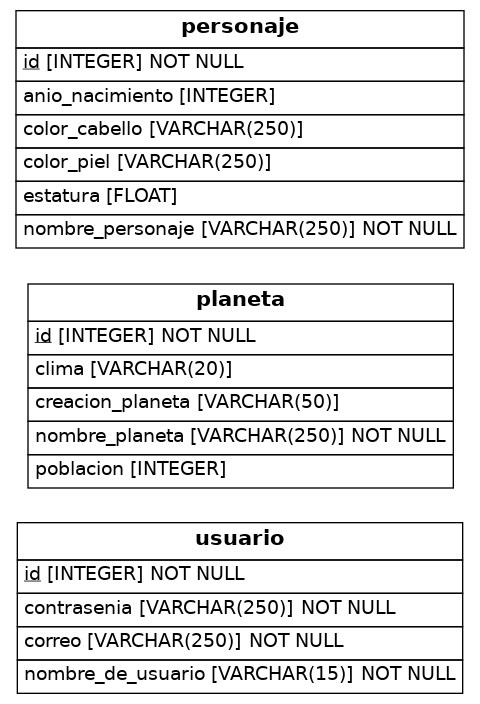 personaje
id [INTEGER] NOT NULL
anio_nacimiento [INTEGER]
color_cabello [VARCHAR(250)]
color_piel [VARCHAR(250)]
estatura [FLOAT]
nombre_personaje [VARCHAR(250)] NOT NULL
planeta
id [INTEGER] NOT NULL
clima [VARCHAR(20)]
creacion_planeta [VARCHAR(50)]
nombre_planeta [VARCHAR(250)] NOT NULL
poblacion [INTEGER]
usuario
id [INTEGER] NOT NULL
contrasenia [VARCHAR(250)] NOT NULL
correo [VARCHAR(250)] NOT NULL
nombre_de_usuario [VARCHAR(15)] NOT NULL